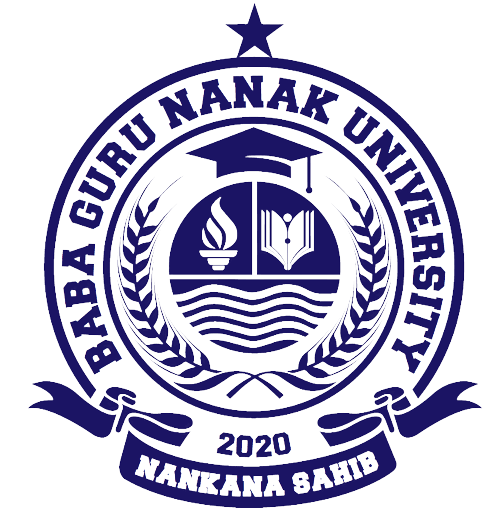 BABA GURU NANAK UNIVERSITY
2020
NANKANA SAHIB